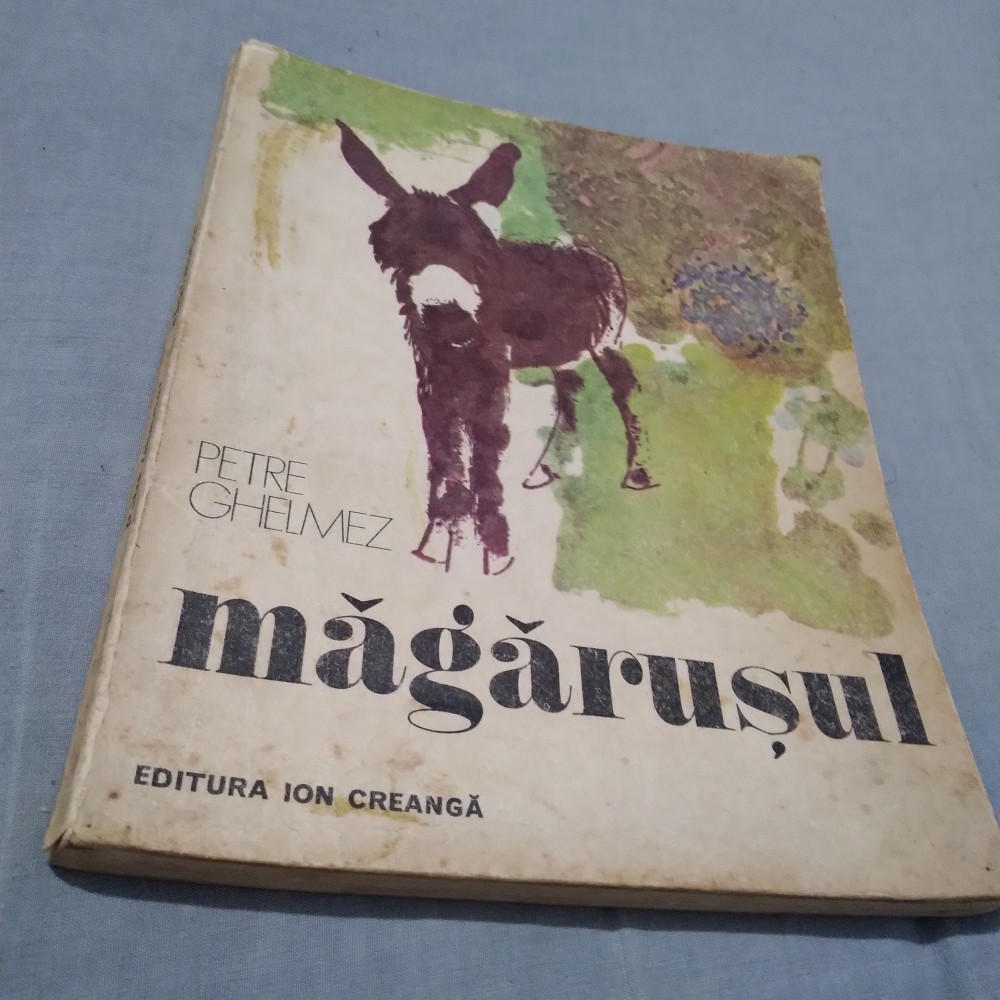 PETRE
GHELMEZ
măgărușul
EDITURA ION CREANGĂ